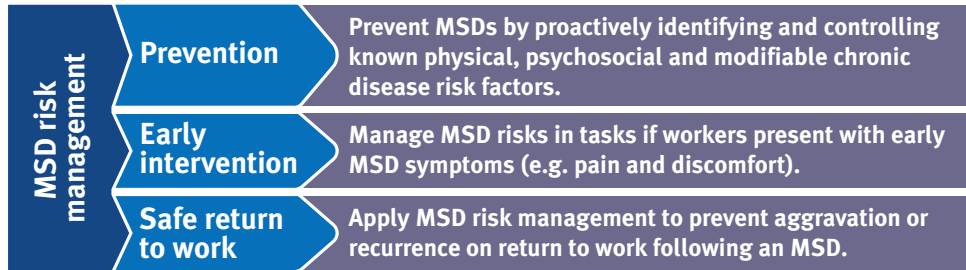 MSD risk
management
Prevention
Prevent MSDs by proactively identifying and controlling
known physical, psychosocial and modifiable chronic
disease risk factors.
Early
intervention
Manage MSD risks in tasks if workers present with early
MSD symptoms (e.g. pain and discomfort).
Safe return
to work
Apply MSD risk management to prevent aggravation or
recurrence on return to work following an MSD.